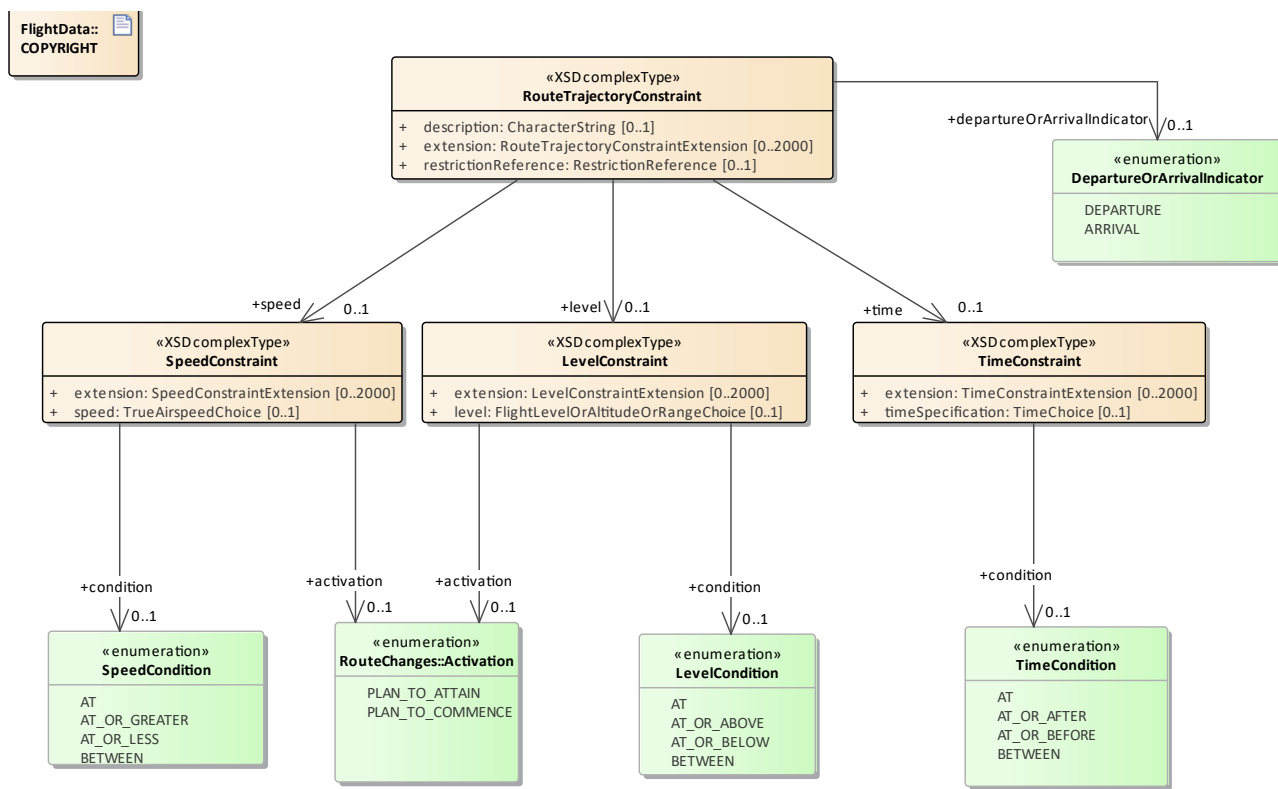 FlightData::
COPYRIGHT
«XSDcomplexType»
RouteTrajectoryConstraint
+ description: CharacterString [0..1]
+ extension: RouteTrajectoryConstraintExtension [0..2000]
+ restrictionReference: RestrictionReference [0..1]
+departureOrArrivalIndicator
0..1
«enumeration»
DepartureOrArrivalIndicator
DEPARTURE
ARRIVAL
+speed
0..1
+level
0..1
+time
0..1
«XSDcomplexType»
SpeedConstraint
+ extension: SpeedConstraintExtension [0..2000]
+ speed: TrueAirspeedChoice [0..1]
«XSDcomplexType»
LevelConstraint
+ extension: LevelConstraintExtension [0..2000]
+ level: FlightLevelOrAltitudeOrRangeChoice [0..1]
«XSDcomplexType»
TimeConstraint
+ extension: TimeConstraintExtension [0..2000]
+ timeSpecification: TimeChoice [0..1]
+condition
0..1
+activation
0..1
+activation
0..1
+condition
0..1
+condition
0..1
«enumeration»
SpeedCondition
AT
AT_OR_GREATER
AT_OR_LESS
BETWEEN
«enumeration»
RouteChanges::Activation
PLAN_TO_ATTAIN
PLAN_TO_COMMENCE
«enumeration»
LevelCondition
AT
AT_OR_ABOVE
AT_OR_BELOW
BETWEEN
«enumeration»
TimeCondition
AT
AT_OR_AFTER
AT_OR_BEFORE
BETWEEN